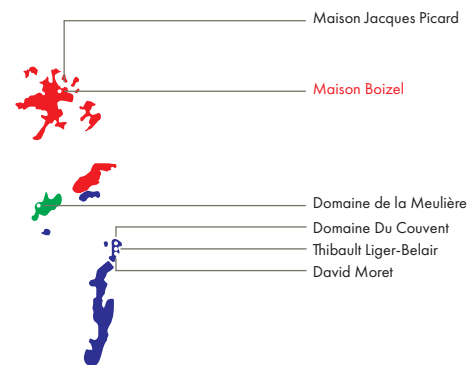 Maison Jacques Picard
Maison Boizel
Domaine de la Meulière
Domaine Du Couvent
Thibault Liger-Belair
David Moret